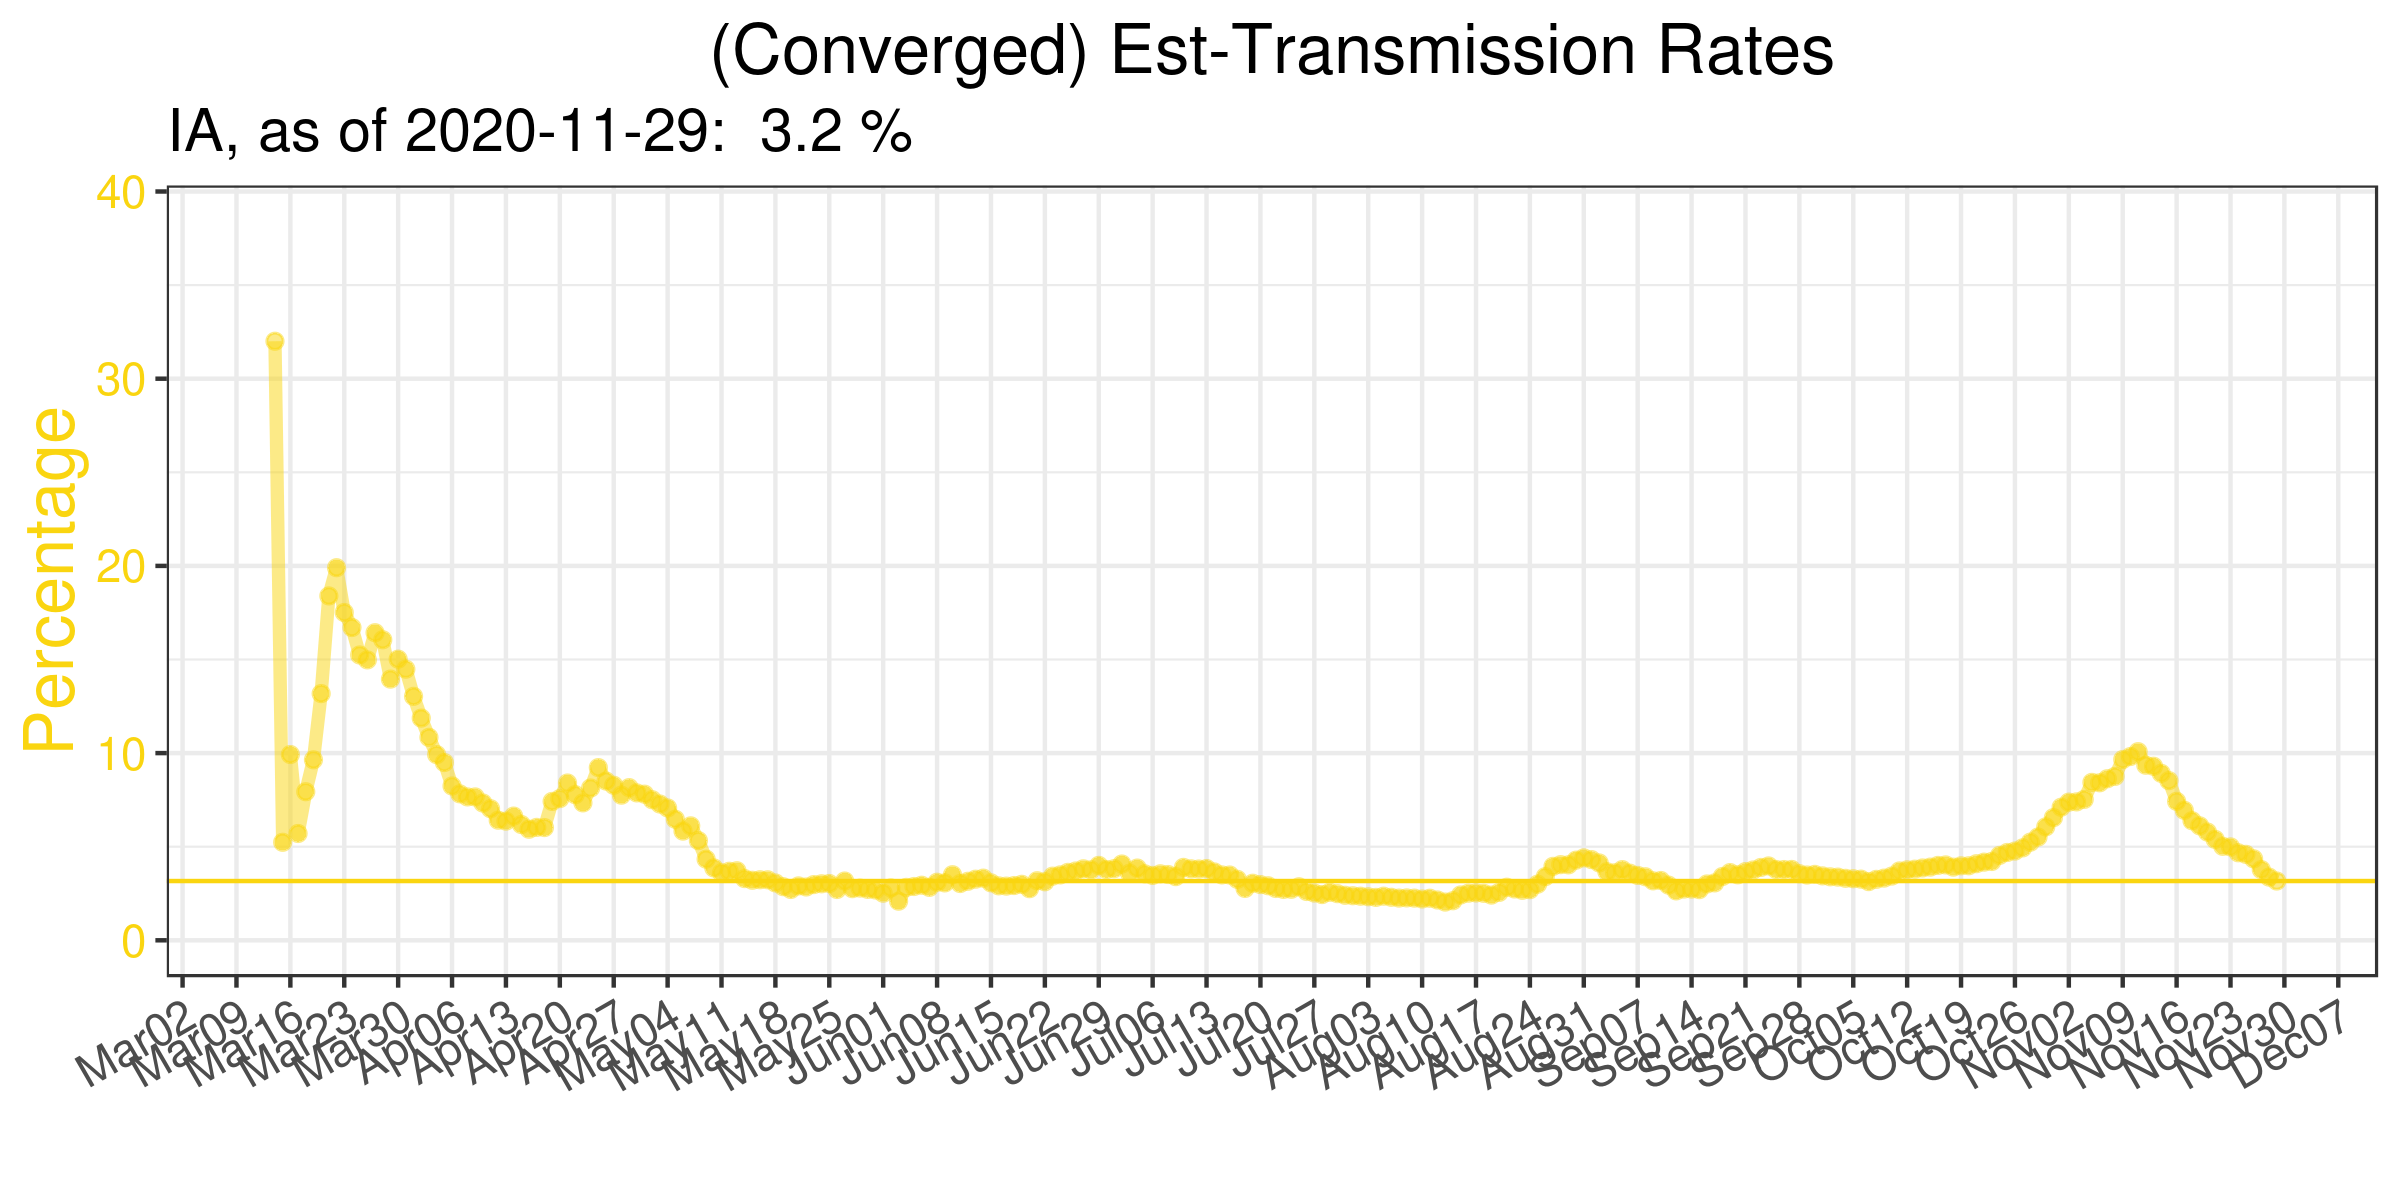 (Converged) Est-Transmission Rates
IA, as of 2020-11-29:  3.2 %
Percentage
40
30
20
10
0
Mar02
Mar09
Mar16
Mar23
Mar30
Apr06
Apr13
Apr20
Apr27
May04
May11
May18
May25
Jun01
Jun08
Jun15
Jun22
Jun29
Jul06
Jul13
Jul20
Jul27
Aug03
Aug10
Aug17
Aug24
Aug31
Sep07
Sep14
Sep21
Sep28
Oct05
Oct12
Oct19
Oct26
Nov02
Nov09
Nov16
Nov23
Nov30
Dec07